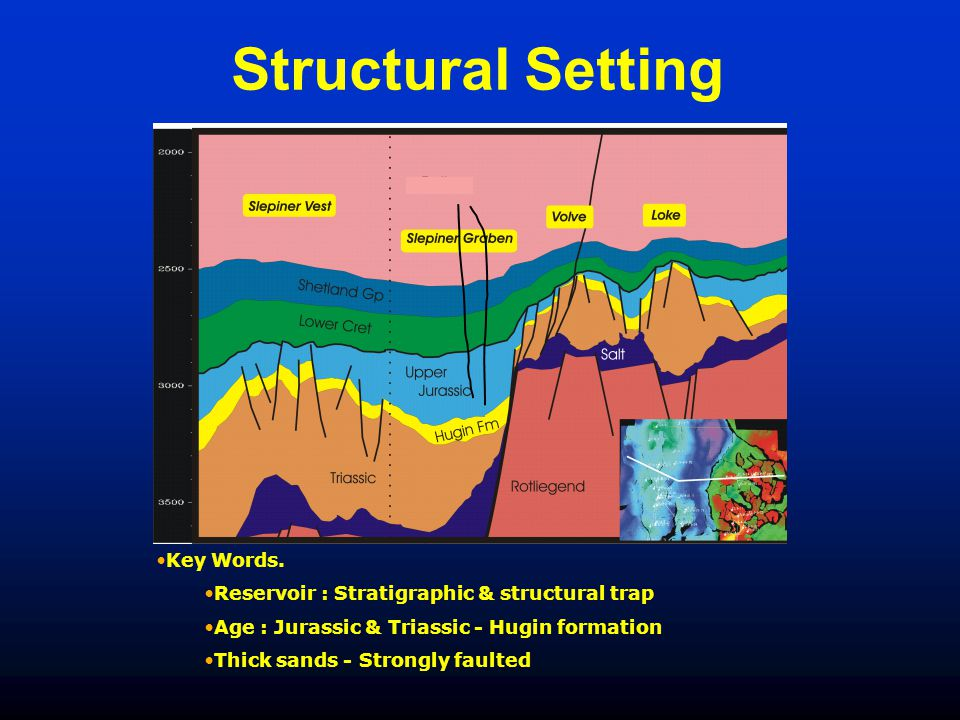 Structural Setting
2000
2500
3000
3500
Slepiner Vest
Slepiner Graben
Volve
Loke
Shetland Gp
Lower Cret
Upper
Jurassic
Hugin Fm
Triassic
Salt
Rotliegend
•Key Words.
•Reservoir : Stratigraphic & structural trap
•Age : Jurassic & Triassic - Hugin formation
•Thick sands - Strongly faulted